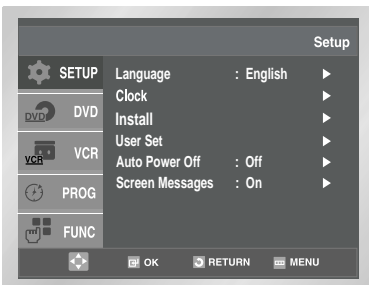 Setup
SETUP
DVD DVD
VCR VCR
PROG
FUNC
Language : English ►
Clock ►
Install ►
User Set ►
Auto Power Off : Off ►
Screen Messages : On ►
OK RETURN MENU